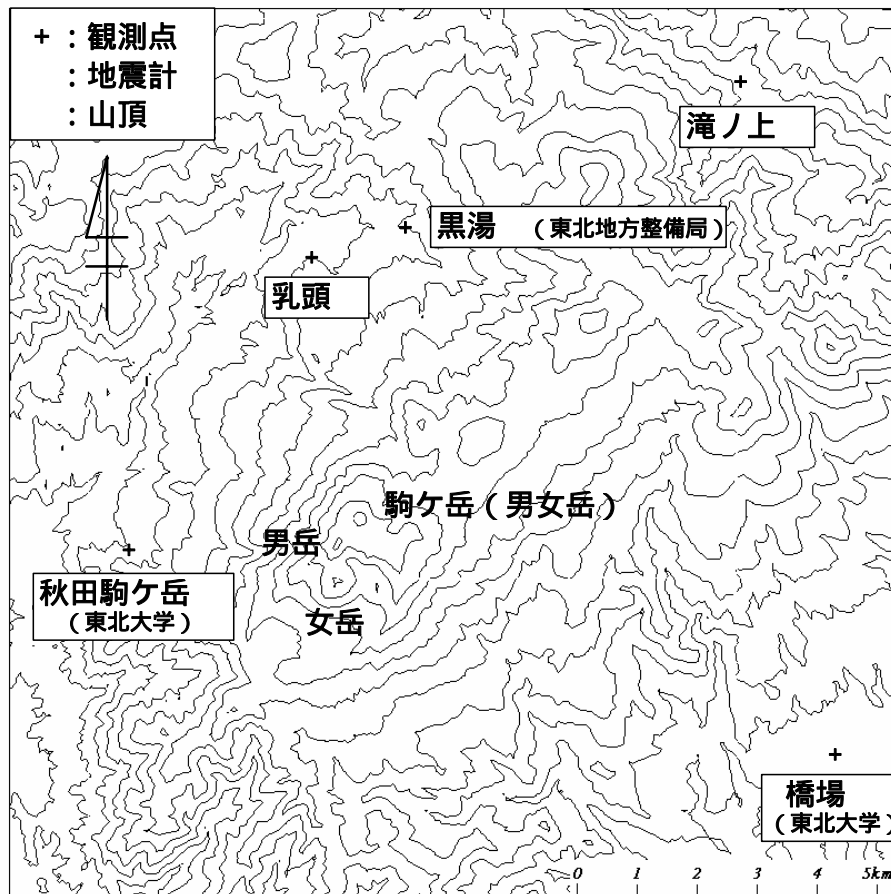 + : 観測点
: 地震計
: 山頂
滝ノ上
黒湯 (東北地方整備局)
乳頭
駒ケ岳(男女岳)
男岳
秋田駒ケ岳
(東北大学)
女岳
橋場
(東北大学)
0 1 2 3 4 5km